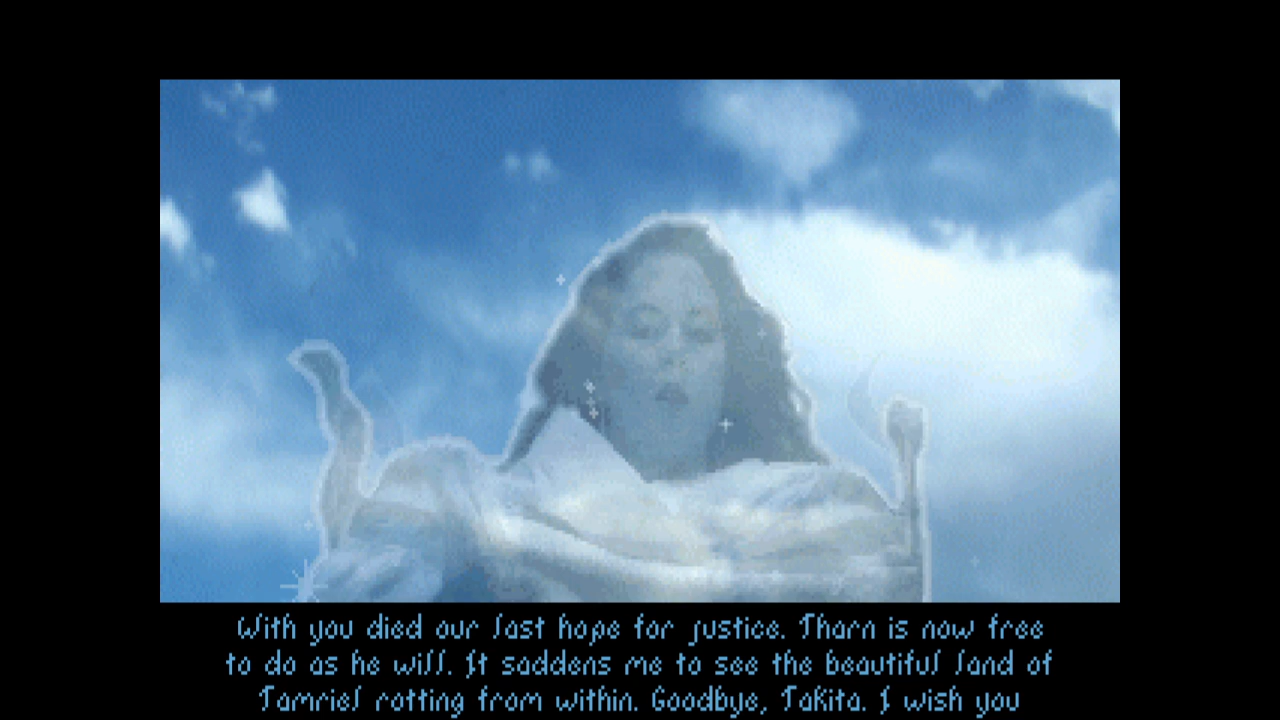 With you died our last hope for justice. Tharn is now free
to do as he will. It saddens me to see the beautiful land of
Tamriel rotting from within. Goodbye, Takita. I wish you